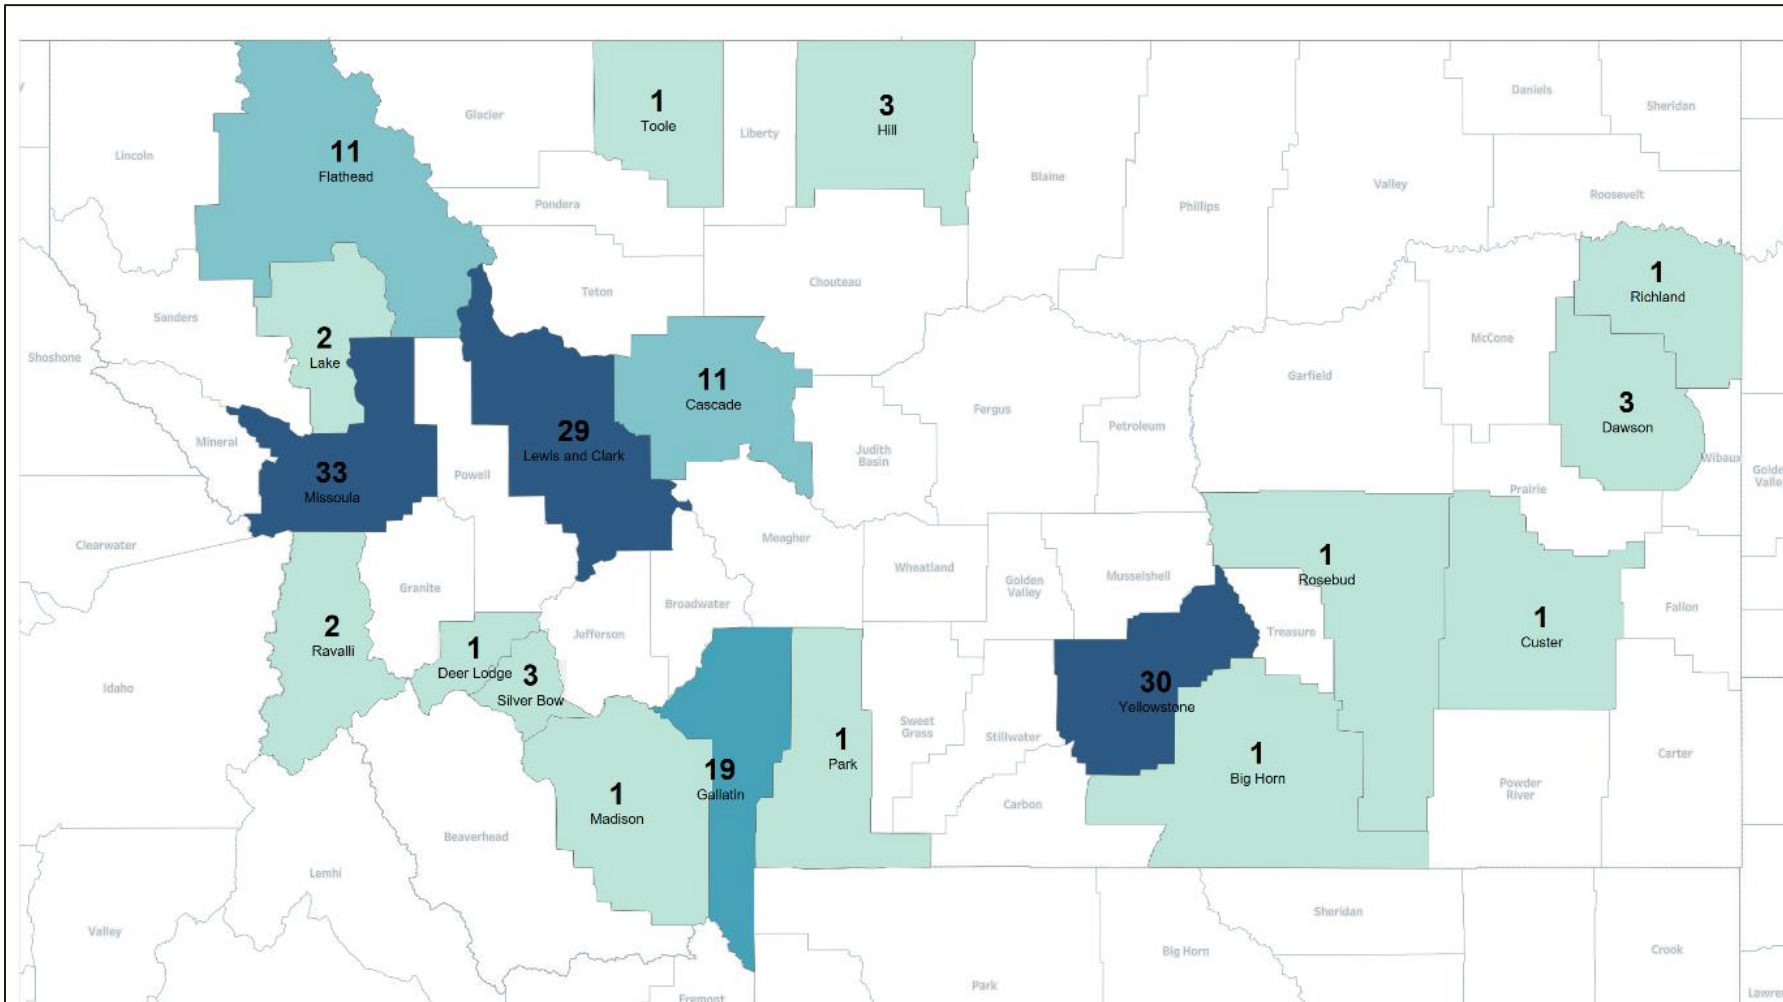 Daniels
Sheridan
1
Toole
3
Hill
Glacier
Liberty
Lincoln
11
Flathead
Blaine
Valley
Roosevelt
Pondera
Phillips
Chouteau
Teton
1
Richland
Sanders
2
Lake
McCone
Shoshone
11
Cascade
Garfield
Fergus
3
Dawson
Petroleum
29
Lewis and Clark
Mineral
Judith
Basin
Wibaux
33
Missoula
Powell
Golde
Valle
Prairie
Clearwater
Meagher
1
Rosebud
Wheatland
Musselshell
Golden
Valley
Granite
Broadwater
Fallon
2
Ravalli
Jefferson
1
Custer
Treasure
1
Deer Lodge
3
Silver Bow
Idaho
30
Yellowstone
Sweet
Grass
Stillwater
1
Park
1
Big Horn
Carter
19
Gallatin
1
Madison
Powder
River
Carbon
Beaverhead
Lemhi
Sheridan
Valley
Big Horn
Crook
Park
Lawre
Fremont